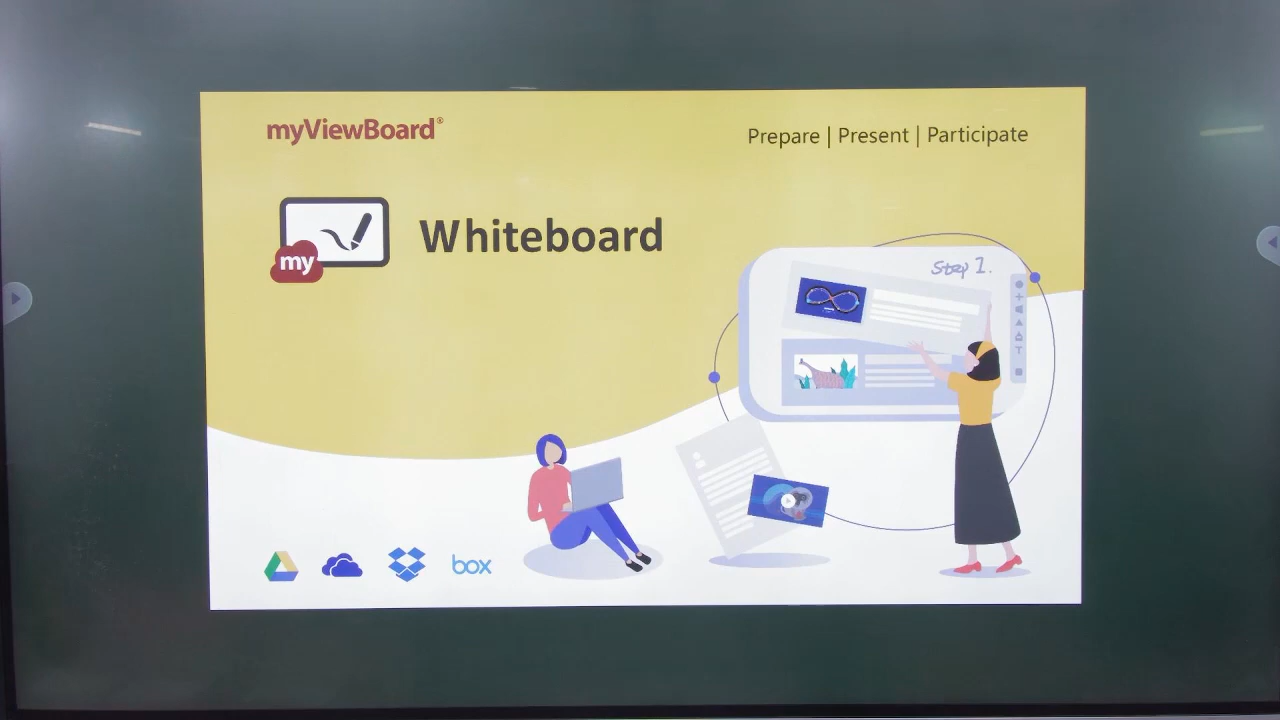 myViewBoard®
Prepare | Present | Participate
my
Whiteboard
Step 1.
T
box